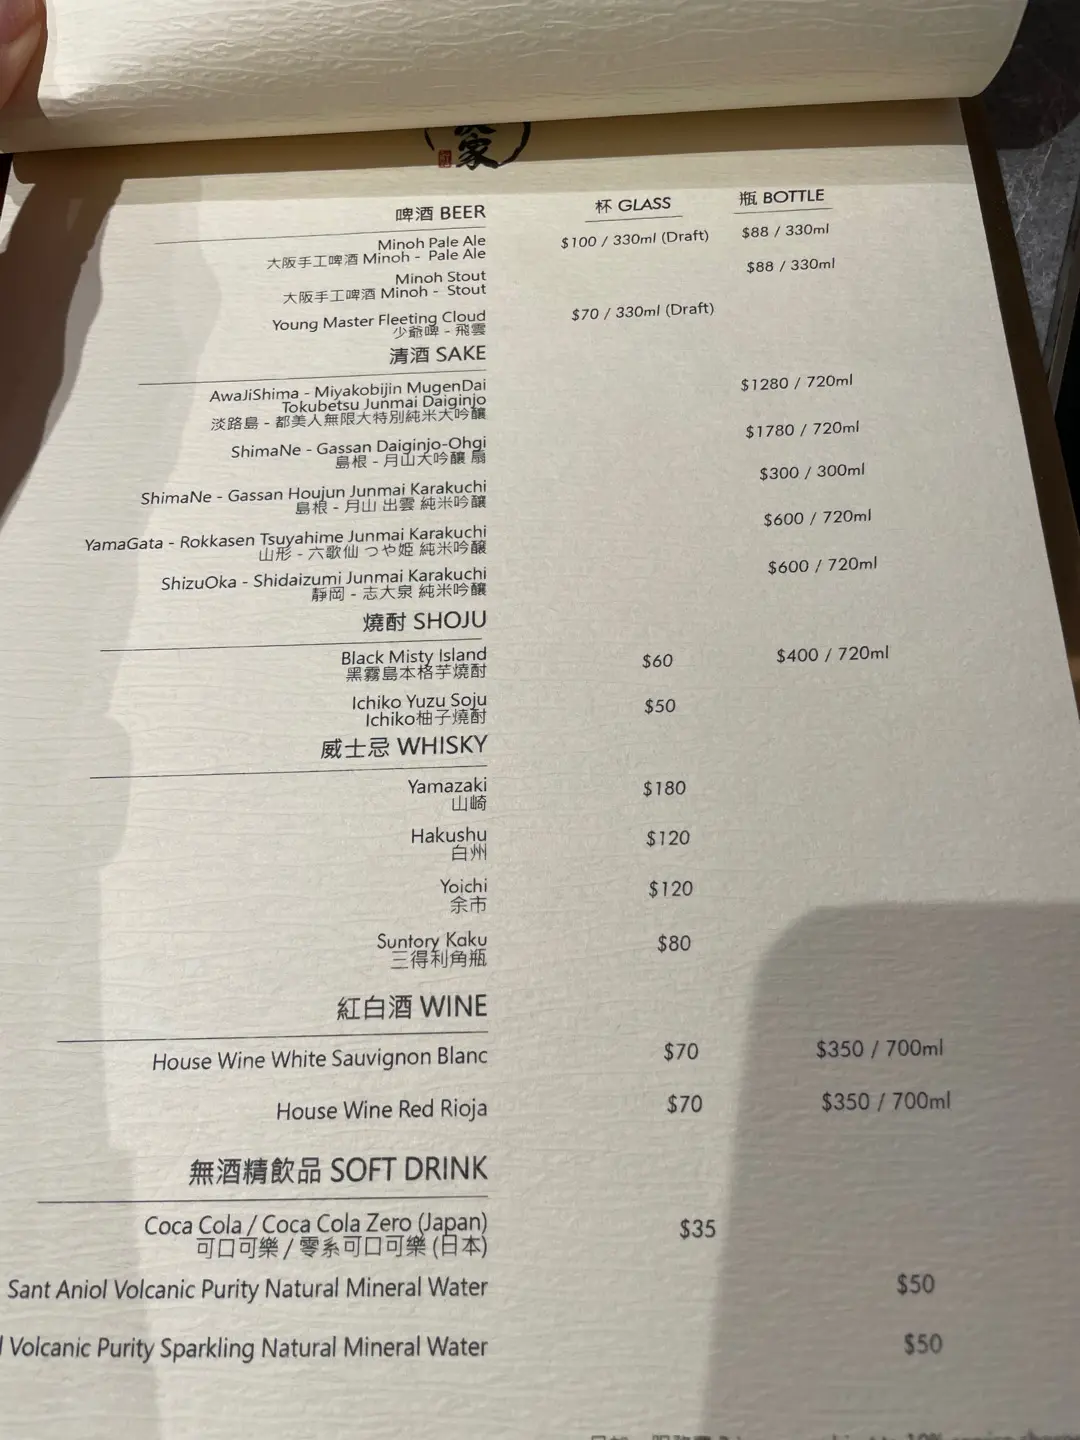 家
啤酒 BEER 杯 GLASS 瓶 BOTTLE
Minoh Pale Ale $100 / 330ml (Draft) $88 / 330ml
大阪手工啤酒 Minoh - Pale Ale
Minoh Stout $88 / 330ml
大阪手工啤酒 Minoh - Stout
Young Master Fleeting Cloud $70 / 330ml (Draft)
少爺啤 - 飛雲
清酒 SAKE
AwaJiShima - Miyakobijin MugenDai $1280 / 720ml
Tokubetsu Junmai Daiginjo
淡路島 - 都美人無限大特別純米大吟釀
ShimaNe - Gassan Daiginjo-Ohgi $1780 / 720ml
島根 - 月山大吟釀 扇
ShimaNe - Gassan Houjun Junmai Karakuchi $300 / 300ml
島根 - 月山 出雲 純米吟釀
YamaGata - Rokkasen Tsuyahime Junmai Karakuchi $600 / 720ml
山形 - 六歌仙 つや姫 純米吟釀
ShizuOka - Shidaizumi Junmai Karakuchi $600 / 720ml
靜岡 - 志大泉 純米吟釀
燒酎 SHOJU
Black Misty Island $60 $400 / 720ml
黑霧島本格芋燒酎
Ichiko Yuzu Soju $50
Ichiko柚子燒酎
威士忌 WHISKY
Yamazaki $180
山崎
Hakushu $120
白州
Yoichi $120
余市
Suntory Kaku $80
三得利角瓶
紅白酒 WINE
House Wine White Sauvignon Blanc $70 $350 / 700ml
House Wine Red Rioja $70 $350 / 700ml
無酒精飲品 SOFT DRINK
Coca Cola / Coca Cola Zero (Japan) $35
可口可樂 / 零系可口可樂 (日本)
Sant Aniol Volcanic Purity Natural Mineral Water $50
Volcanic Purity Sparkling Natural Mineral Water $50